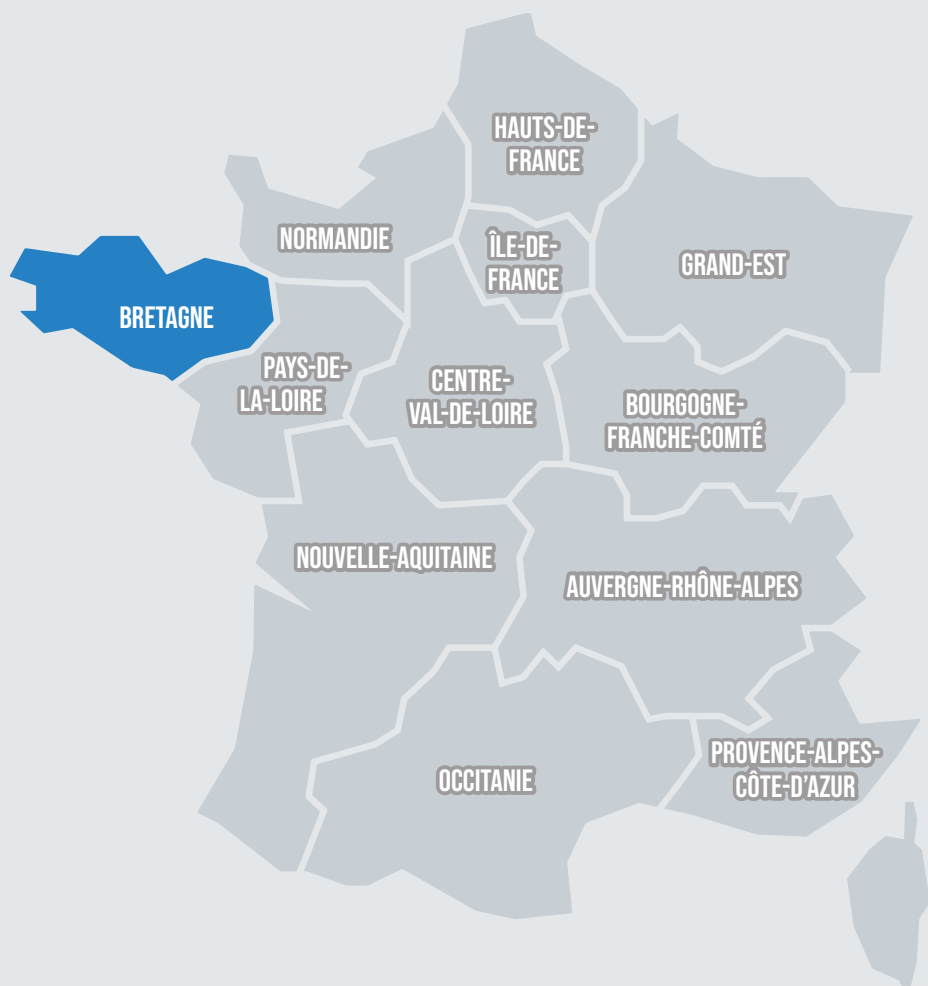 HAUTS-DE-
FRANCE
NORMANDIE
ÎLE-DE-
FRANCE
GRAND-EST
BRETAGNE
PAYS-DE-
LA-LOIRE
CENTRE-
VAL-DE-LOIRE
BOURGOGNE-
FRANCHE-COMTÉ
NOUVELLE-AQUITAINE
AUVERGNE-RHÔNE-ALPES
OCCITANIE
PROVENCE-ALPES-
CÔTE-D'AZUR